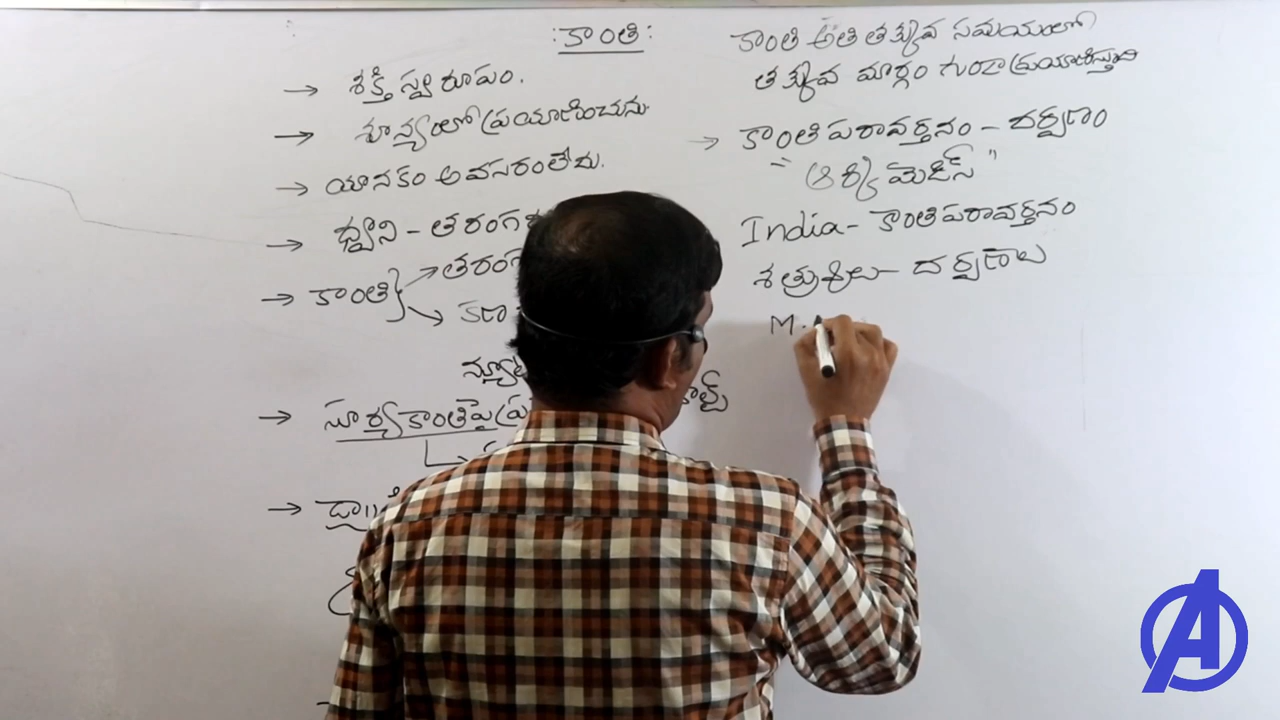 :కాంతి:
→ శక్తి స్వరూపం.
→ శూన్యంలో ప్రయాణించును.
→ యానకం అవసరంలేదు.
→ ధ్వని - తరంగ
→ కాంతి} → తరంగ
→ కణ
→ సూర్యకాంతిపై ప్ర
→
కాంతి అతి తక్కువ సమయంలో
తక్కువ మార్గం గుండా ప్రయాణిస్తుంది
→ కాంతి పరావర్తనం - దర్పణం
= "ఆర్కిమెడిస్"
India - కాంతి పరావర్తనం
శత్రువులు - దర్పణాల
M.